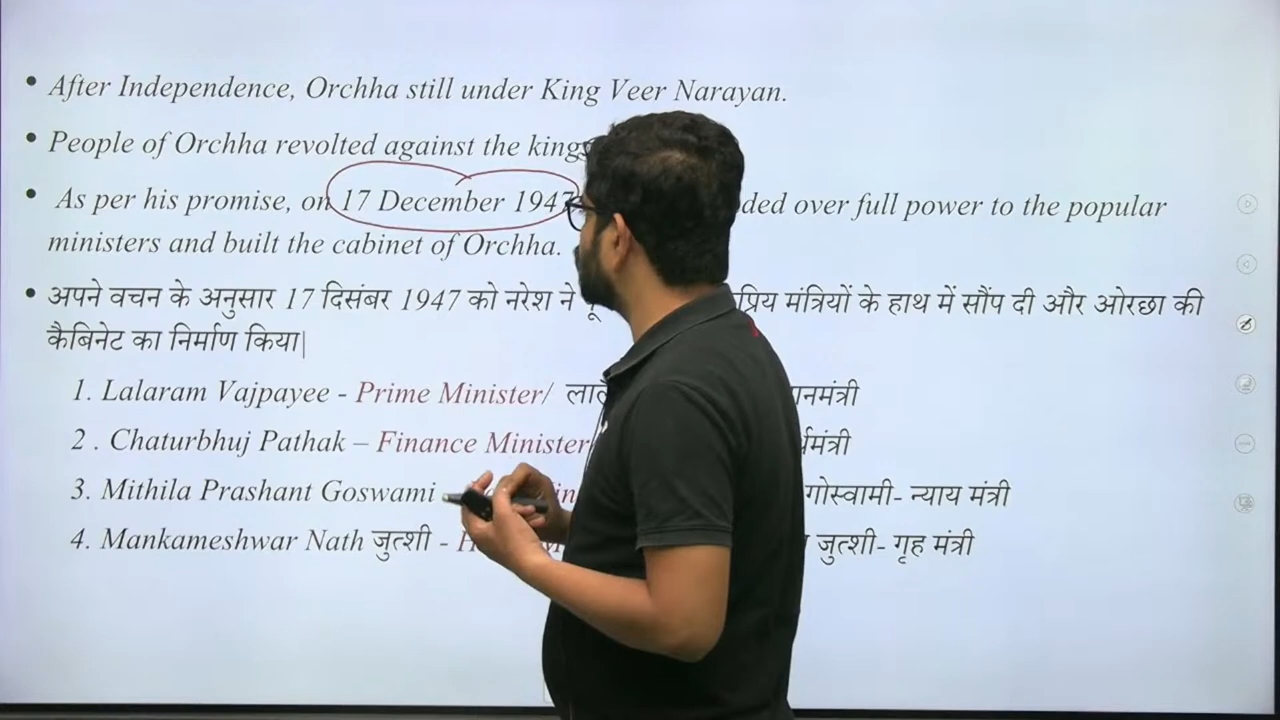 • After Independence, Orchha still under King Veer Narayan.
• People of Orchha revolted against the king
• As per his promise, on 17 December 1947 over full power to the popular
ministers and built the cabinet of Orchha.
• अपने वचन के अनुसार 17 दिसंबर 1947 को नरेश ने मंत्रियों के हाथ में सौंप दी और ओरछा की
कैबिनेट का निर्माण किया|
1. Lalaram Vajpayee - Prime Minister/
2 . Chaturbhuj Pathak – Finance Minister
3. Mithila Prashant Goswami गोस्वामी- न्याय मंत्री
4. Mankameshwar Nath जुत्शी - जुत्शी- गृह मंत्री